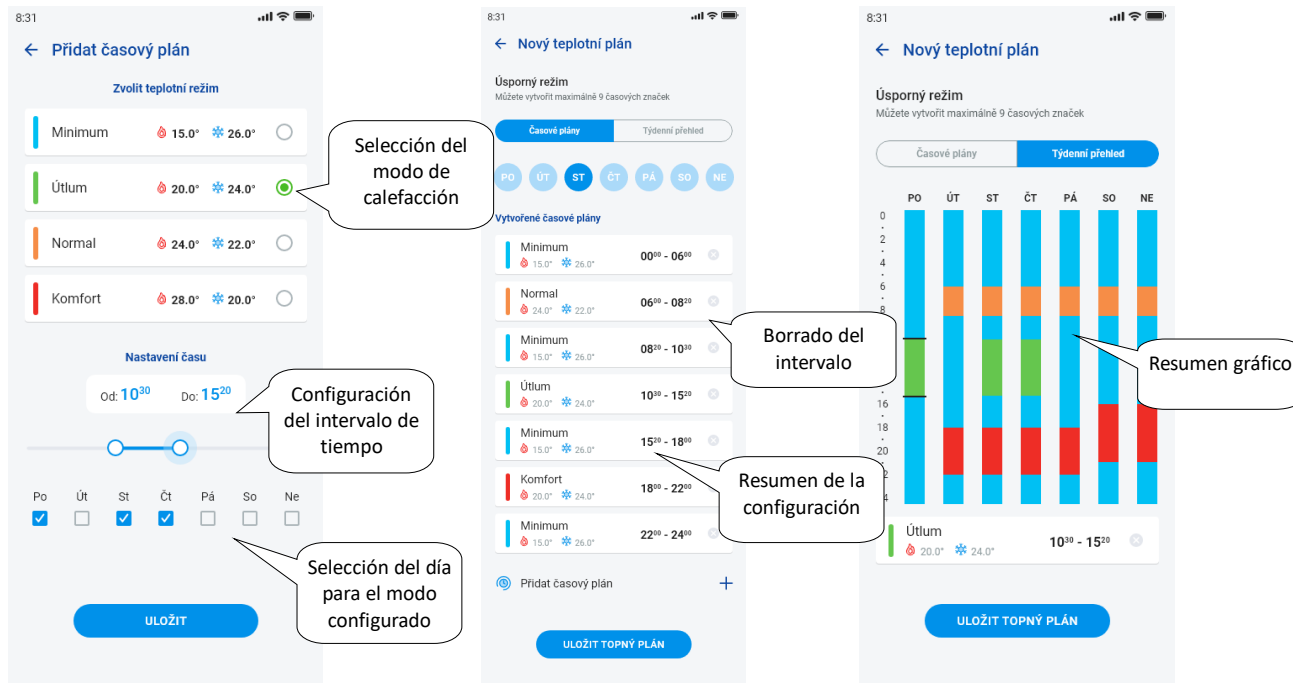 8:31
Přidat časový plán
Zvolit teplotní režim
Minimum 15.0° 26.0°
Útlum 20.0° 24.0°
Normal 24.0° 22.0°
Komfort 28.0° 20.0°
Nastavení času
Od: 10³⁰ Do: 15²⁰
Po Út St Čt Pá So Ne
ULOŽIT
Selección del
modo de
calefacción
Configuración
del intervalo de
tiempo
Selección del día
para el modo
configurado
8:31
Nový teplotní plán
Úsporný režim
Můžete vytvořit maximálně 9 časových značek
Časové plány Týdenní přehled
PO ÚT ST ČT PÁ SO NE
Vytvořené časové plány
Minimum
15.0° 26.0°
00⁰⁰ - 06⁰⁰
Normal
24.0° 22.0°
06⁰⁰ - 08²⁰
Minimum
15.0° 26.0°
08²⁰ - 10³⁰
Útlum
20.0° 24.0°
10³⁰ - 15²⁰
Minimum
15.0° 26.0°
15²⁰ - 18⁰⁰
Komfort
20.0° 24.0°
18⁰⁰ - 22⁰⁰
Minimum
15.0° 26.0°
22⁰⁰ - 24⁰⁰
Přidat časový plán
ULOŽIT TOPNÝ PLÁN
Borrado del
intervalo
Resumen de la
configuración
8:31
Nový teplotní plán
Úsporný režim
Můžete vytvořit maximálně 9 časových značek
Časové plány Týdenní přehled
PO ÚT ST ČT PÁ SO NE
0
2
4
6
8
16
18
20
2
4
Resumen gráfico
Útlum
20.0° 24.0°
10³⁰ - 15²⁰
ULOŽIT TOPNÝ PLÁN